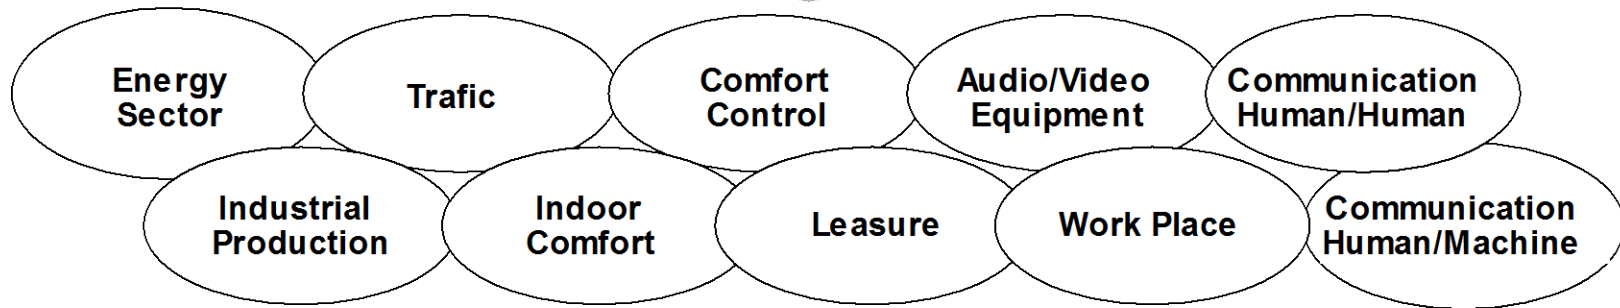 Energy
Sector
Trafic
Comfort
Control
Audio/Video
Equipment
Communication
Human/Human
Industrial
Production
Indoor
Comfort
Leasure
Work Place
Communication
Human/Machine